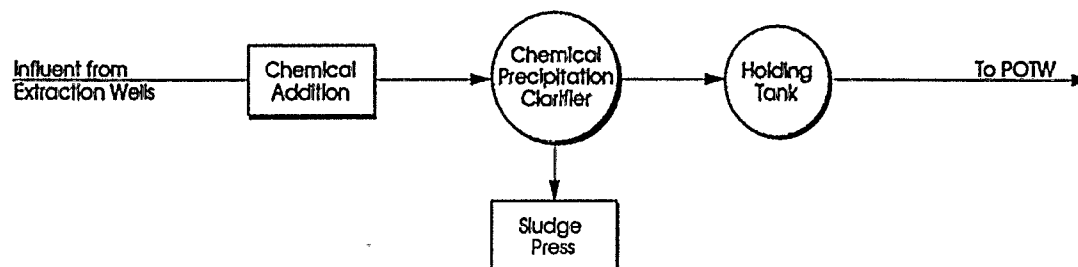 Influent from
Extraction Wells
Chemical
Addition
Chemical
Precipitation
Clarifier
Holding
Tank
To POTW
Sludge
Press